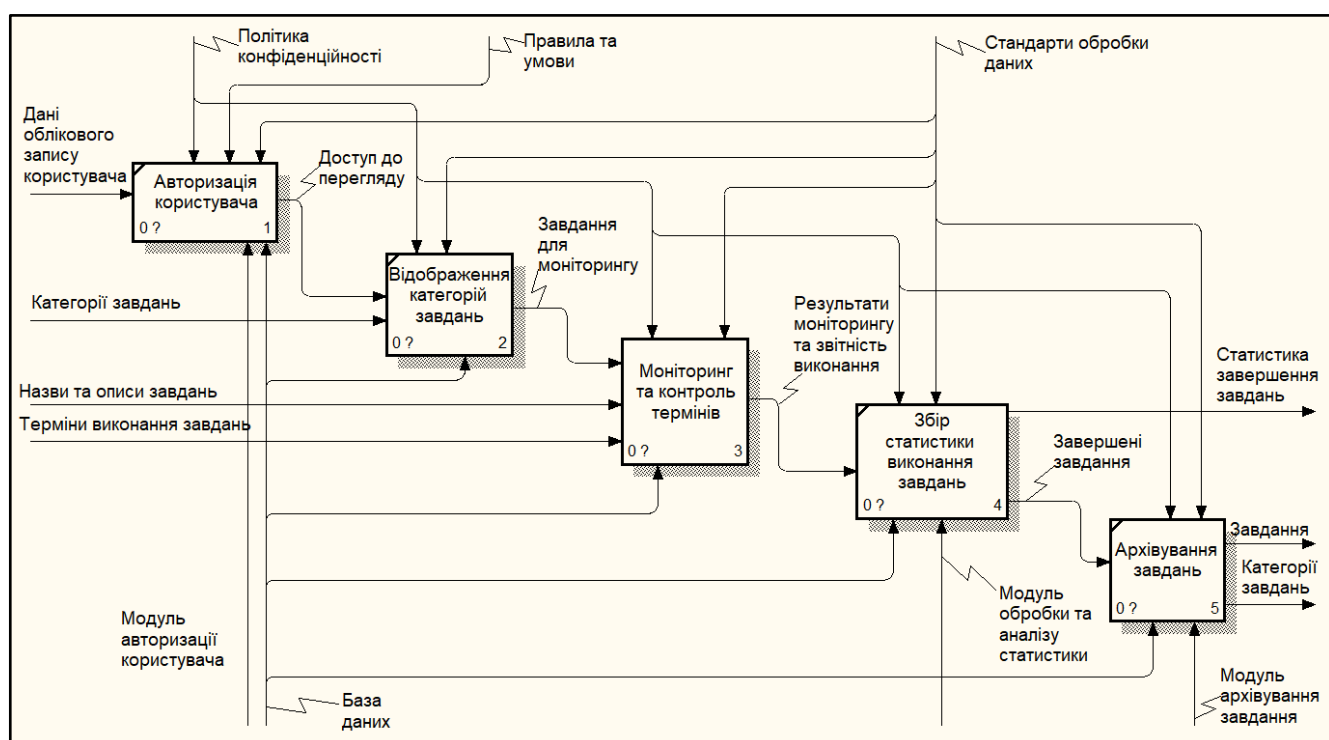 Політика
конфіденційності
Правила та
умови
Стандарти обробки
даних
Дані
облікового
запису
користувача
Авторизація
користувача
0 ?
1
Доступ до
перегляду
Категорії завдань
Відображення
категорій
завдань
0 ?
2
Завдання
для
моніторингу
Назви та описи завдань
Терміни виконання завдань
Моніторинг
та контроль
термінів
0 ?
3
Результати
моніторингу
та звітність
виконання
Збір
статистики
виконання
завдань
0 ?
4
Статистика
завершення
завдань
Завершені
завдання
Архівування
завдань
0 ?
5
Завдання
Категорії
завдань
Модуль
авторизації
користувача
База
даних
Модуль
обробки та
аналізу
статистики
Модуль
архівування
завдання